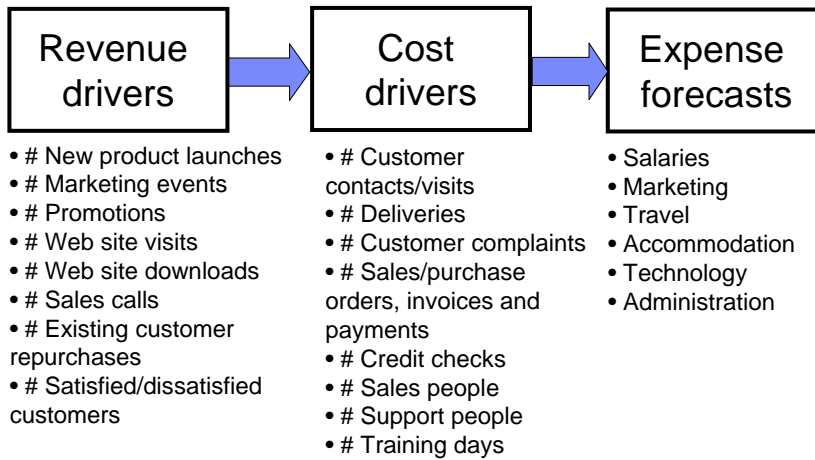 Revenue
drivers
• # New product launches
• # Marketing events
• # Promotions
• # Web site visits
• # Web site downloads
• # Sales calls
• # Existing customer
repurchases
• # Satisfied/dissatisfied
customers
Cost
drivers
• # Customer
contacts/visits
• # Deliveries
• # Customer complaints
• # Sales/purchase
orders, invoices and
payments
• # Credit checks
• # Sales people
• # Support people
• # Training days
Expense
forecasts
• Salaries
• Marketing
• Travel
• Accommodation
• Technology
• Administration